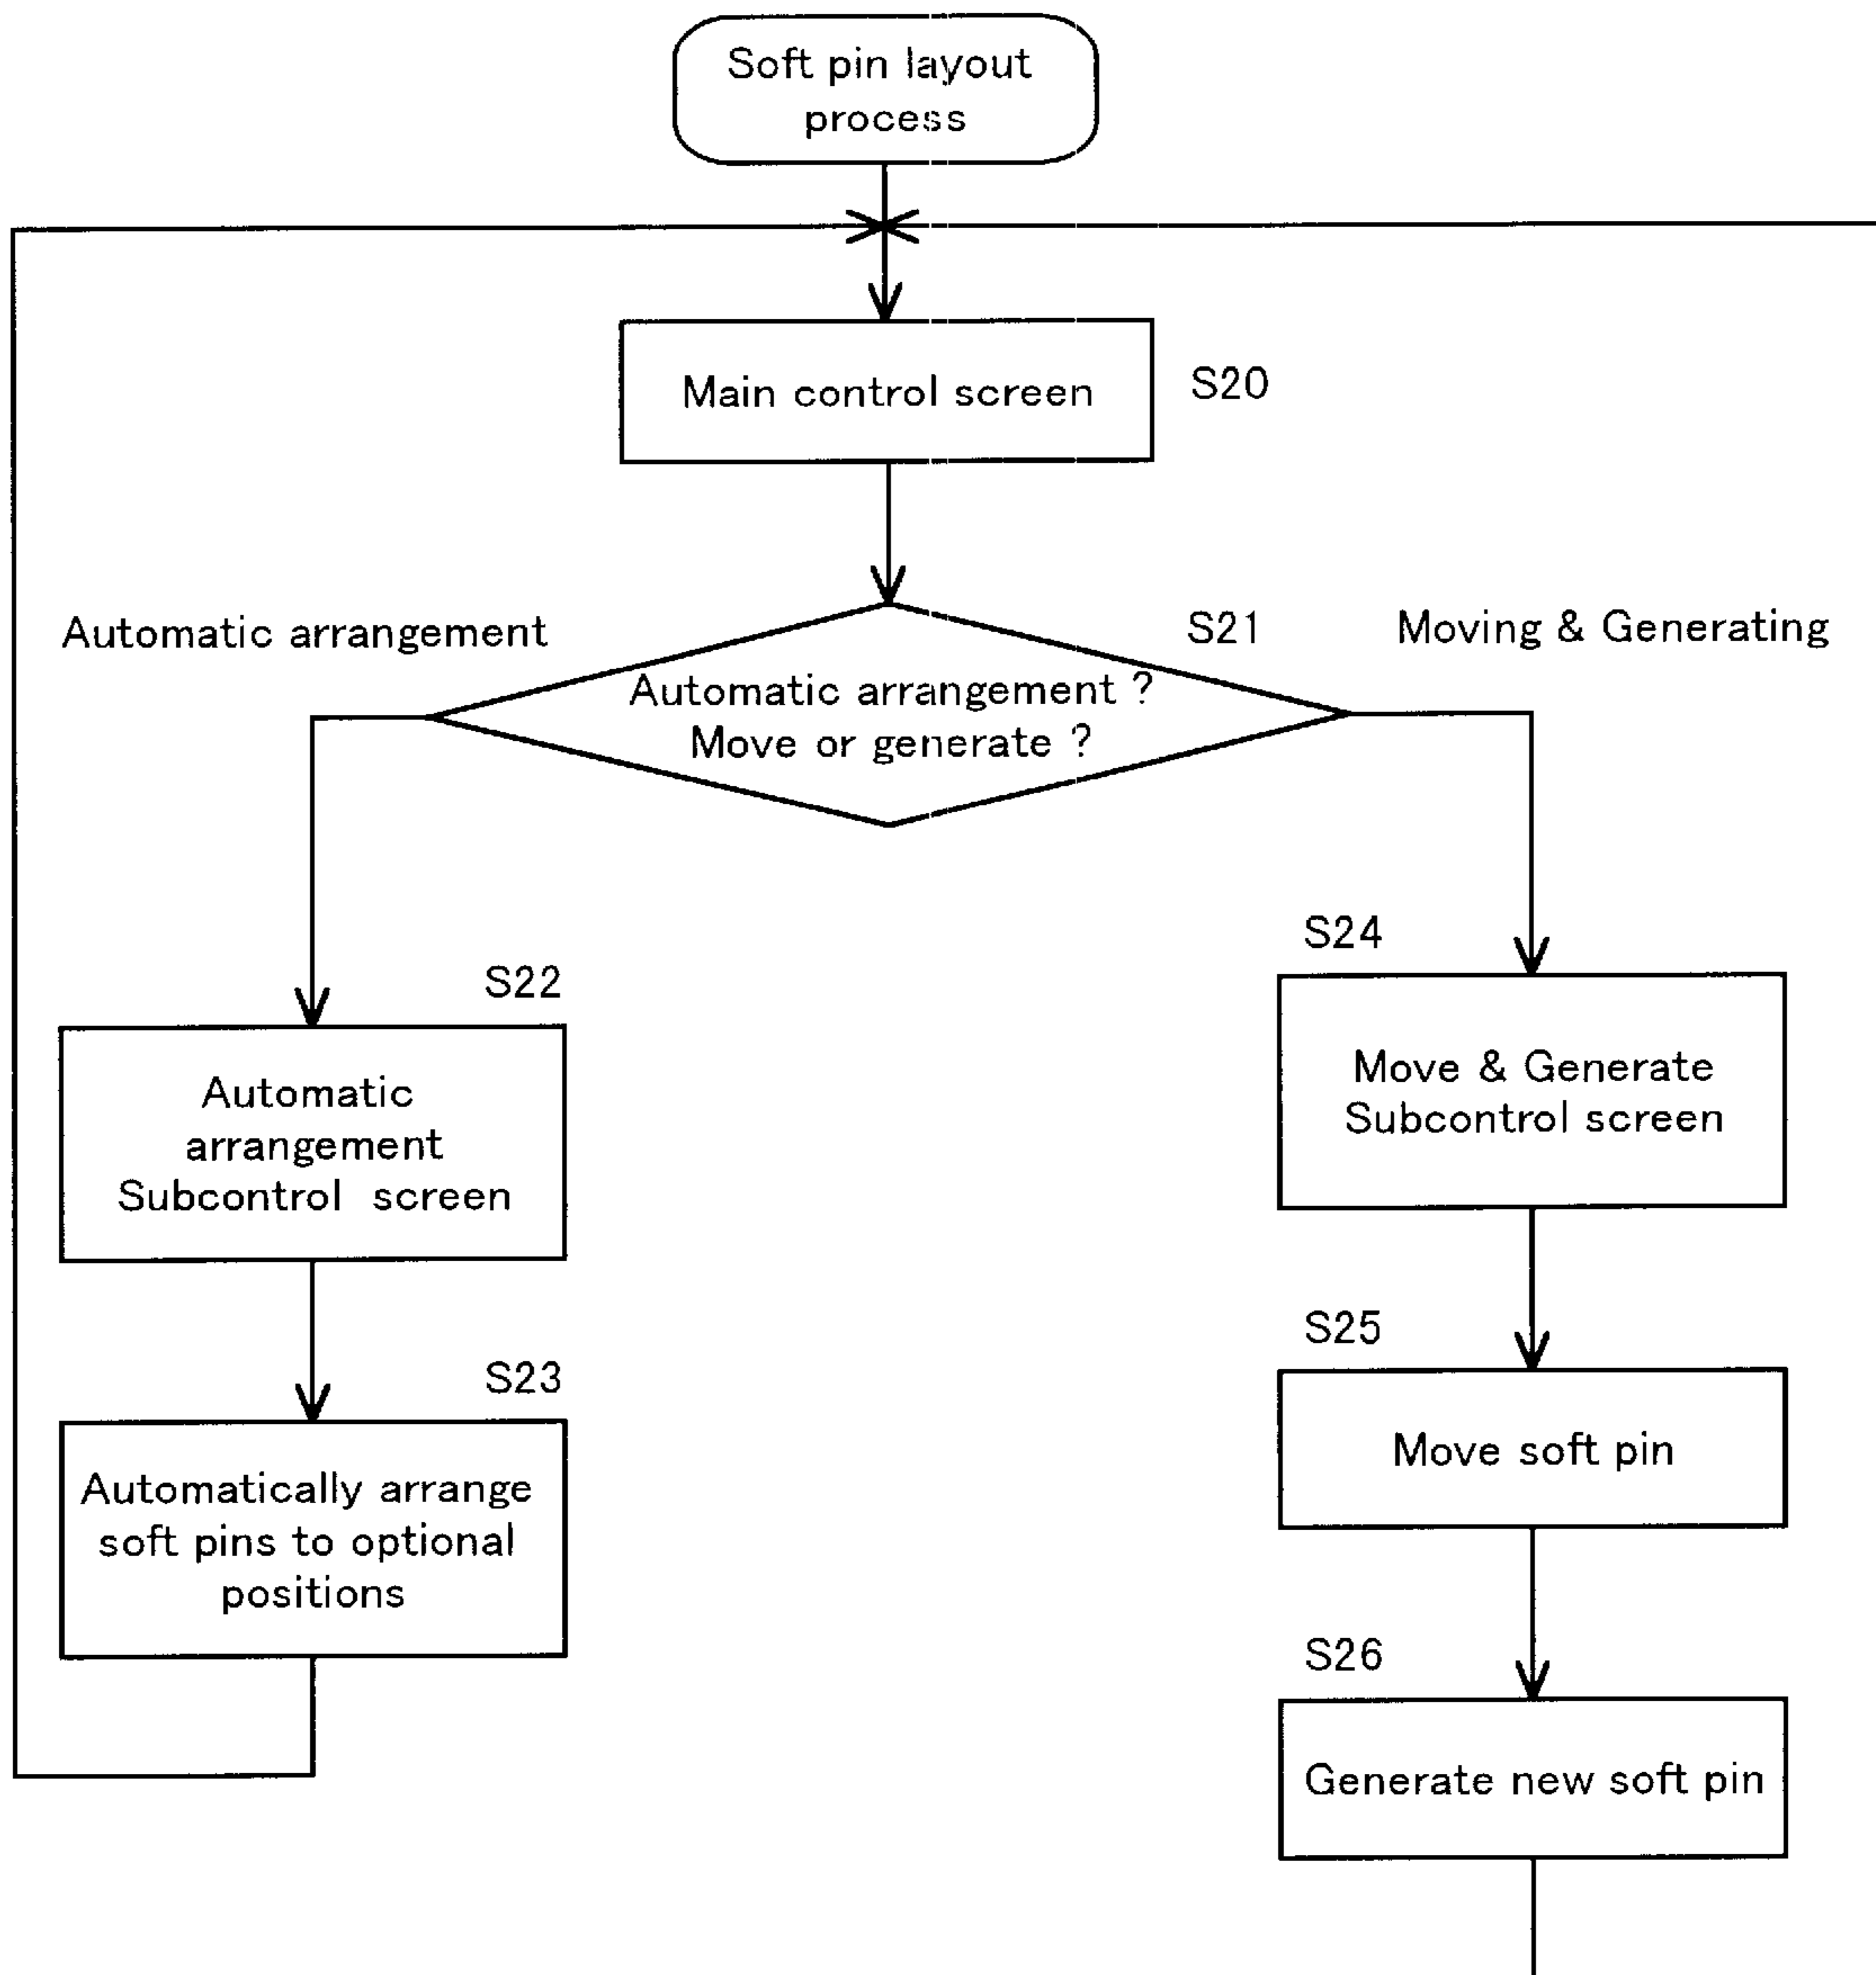 Soft pin layout
process
Main control screen
S20
Automatic arrangement
S21
Moving & Generating
Automatic arrangement ?
Move or generate ?
S22
Automatic
arrangement
Subcontrol screen
S23
Automatically arrange
soft pins to optional
positions
S24
Move & Generate
Subcontrol screen
S25
Move soft pin
S26
Generate new soft pin